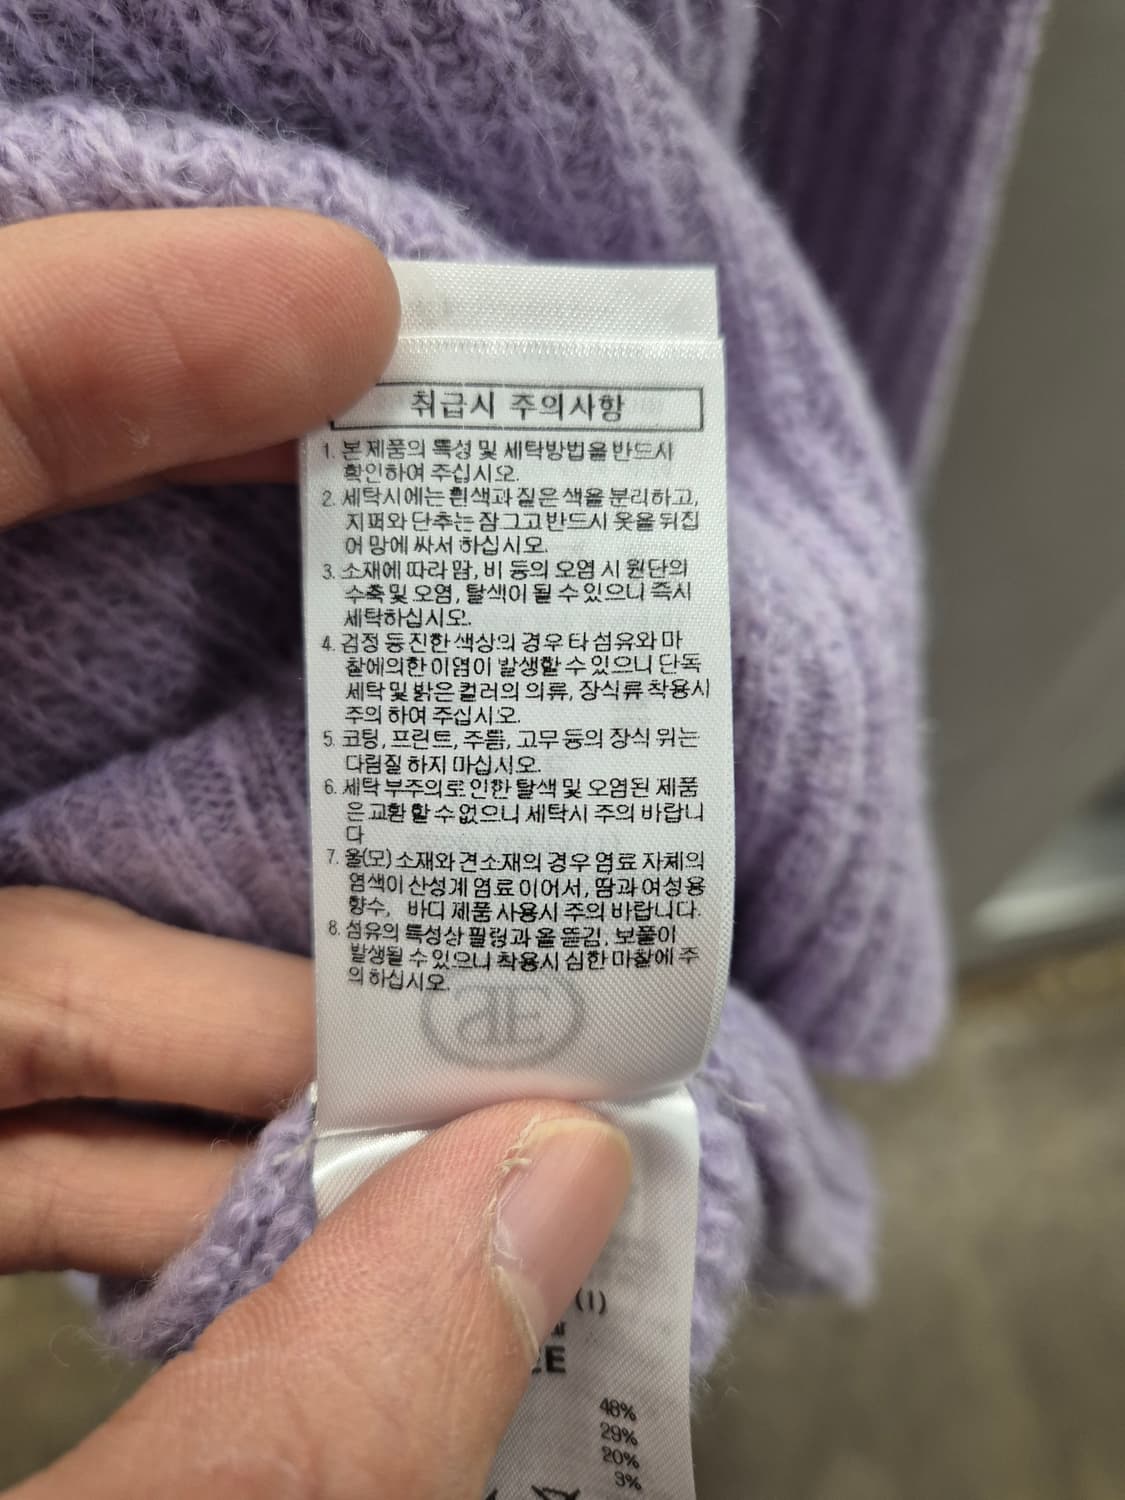 취급시 주의사항
1. 본 제품의 특성 및 세탁방법을 반드시
확인하여 주십시오.
2. 세탁시에는 흰색과 짙은 색을 분리하고,
지퍼와 단추는 잠그고 반드시 옷을 뒤집
어 망에 싸서 하십시오.
3. 소재에 따라 땀, 비 등의 오염 시 원단의
수축 및 오염, 탈색이 될 수 있으니 즉시
세탁하십시오.
4. 검정 등 진한 색상의 경우 타 섬유와 마
찰에의한 이염이 발생할 수 있으니 단독
세탁 및 밝은 컬러의 의류, 장식류 착용시
주의 하여 주십시오.
5. 코팅, 프린트, 주름, 고무 등의 장식 위는
다림질 하지 마십시오.
6. 세탁 부주의로 인한 탈색 및 오염된 제품
은 교환 할 수 없으니 세탁시 주의 바랍니
다
7. 울(모) 소재와 견소재의 경우 염료 자체의
염색이 산성계 염료이어서, 땀과 여성용
향수, 바디 제품 사용시 주의 바랍니다.
8. 섬유의 특성상 필링과 올 뜯김, 보풀이
발생될 수 있으니 착용시 심한 마찰에 주
의 하십시오.
(1)
48%
29%
20%
3%